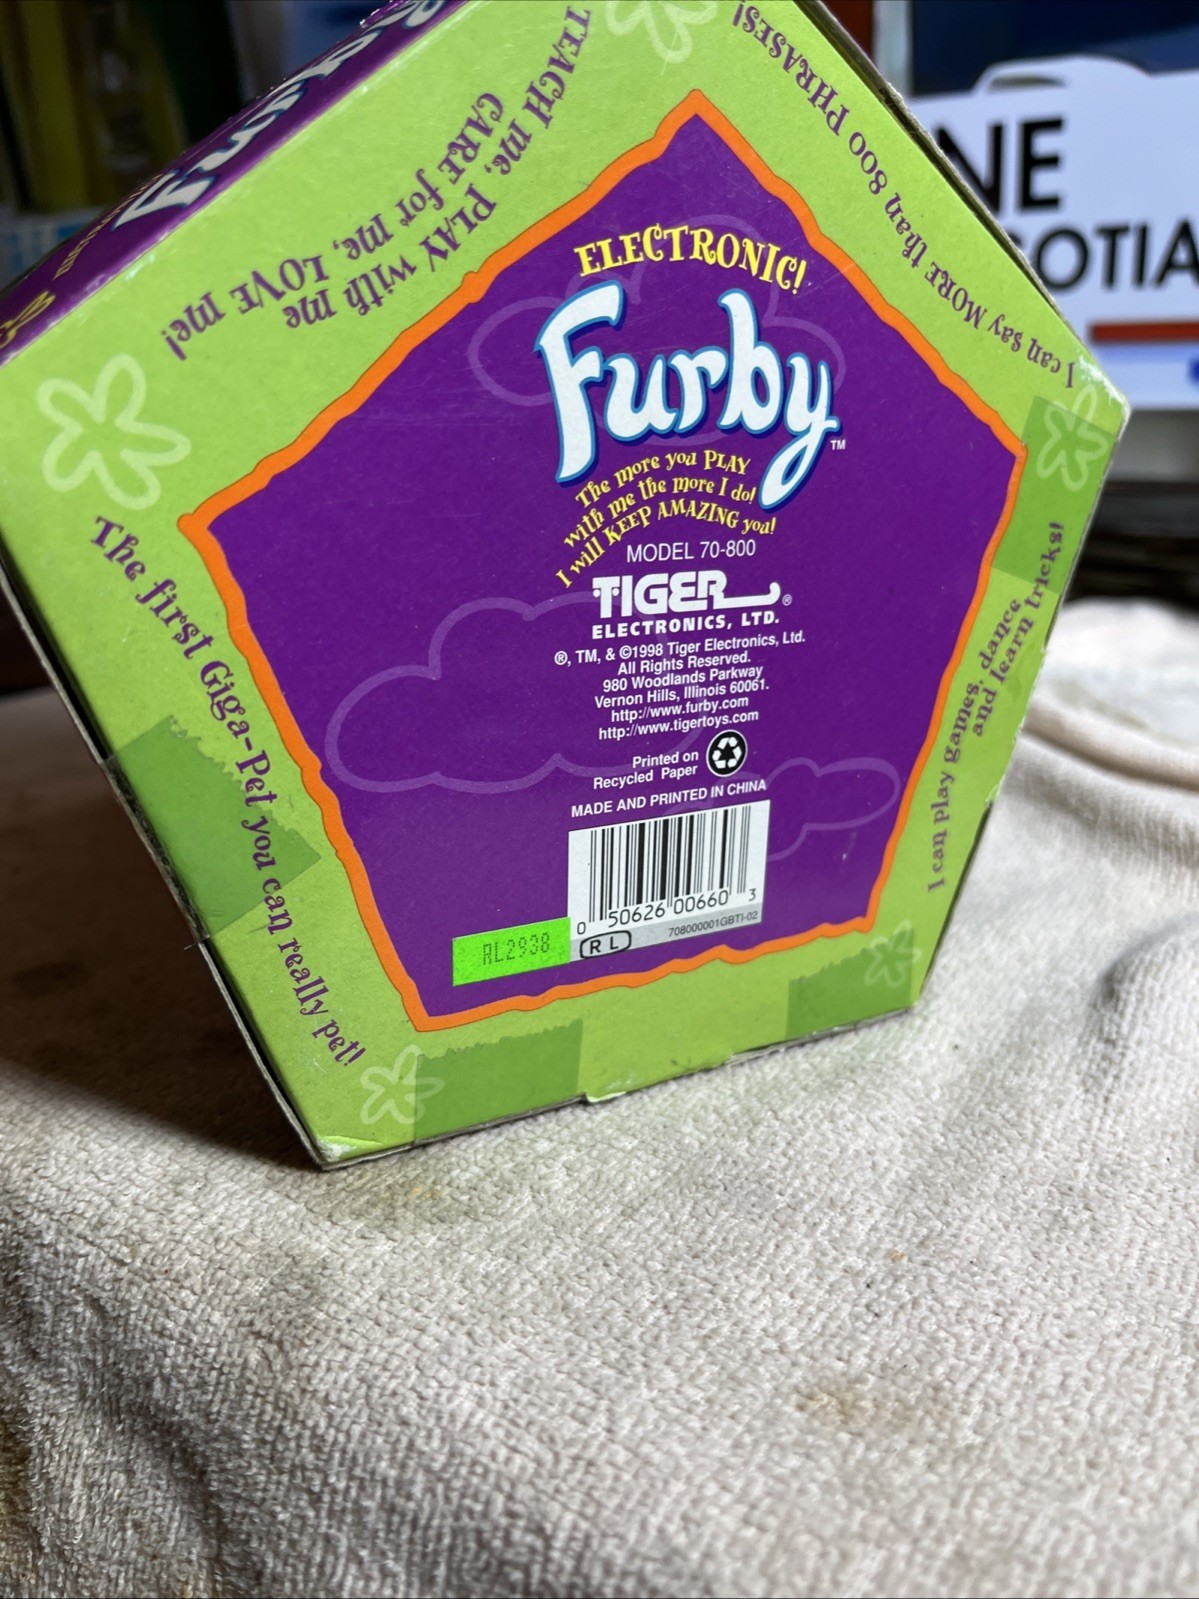 Furby
TEACH me, PLAY with me
CARE for me, LOVE me!
I can say MORE than 800 PHRASES!
ELECTRONIC!
Furby™
The more you PLAY
with me the more I do!
I will KEEP AMAZING you!
MODEL 70-800
TIGER®
ELECTRONICS, LTD.
®, TM, & ©1998 Tiger Electronics, Ltd.
All Rights Reserved.
980 Woodlands Parkway
Vernon Hills, Illinois 60061.
http://www.furby.com
http://www.tigertoys.com
Printed on
Recycled Paper
MADE AND PRINTED IN CHINA
0 50626 00660 3
708000001GBTI-02
R L
RL2938
The first Giga-Pet you can really pet!
I can play games, dance
and learn tricks!
NE
OTIA